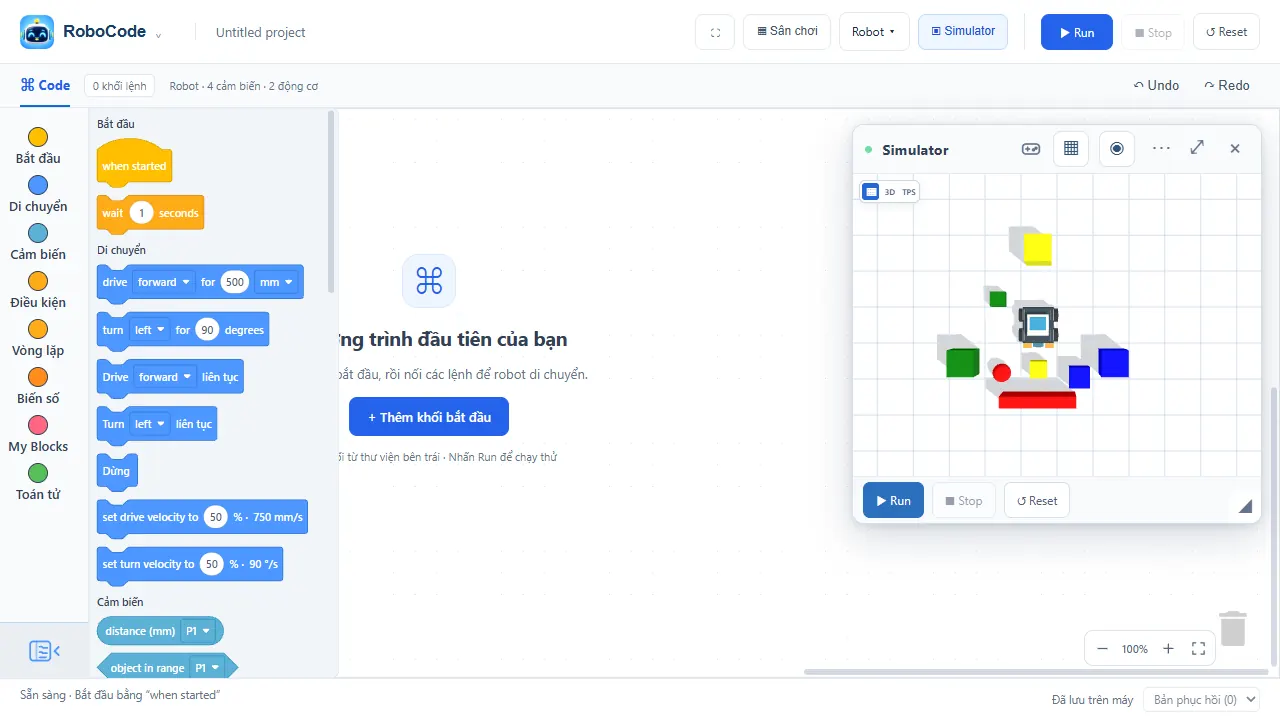 RoboCode
Untitled project
Sân chơi
Robot
Simulator
Run
Stop
Reset
Code
0 khối lệnh
Robot · 4 cảm biến · 2 động cơ
Undo
Redo
Bắt đầu
Di chuyển
Cảm biến
Điều kiện
Vòng lặp
Biến số
My Blocks
Toán tử
Bắt đầu
when started
wait 1 seconds
Di chuyển
drive forward for 500 mm
turn left for 90 degrees
Drive forward liên tục
Turn left liên tục
Dừng
set drive velocity to 50 % · 750 mm/s
set turn velocity to 50 % · 90 °/s
Cảm biến
distance (mm) P1
object in range P1
trình đầu tiên của bạn
bắt đầu, rồi nối các lệnh để robot di chuyển.
+ Thêm khối bắt đầu
từ thư viện bên trái · Nhấn Run để chạy thử
Simulator
3D TPS
Run
Stop
Reset
100%
Sẵn sàng · Bắt đầu bằng “when started”
Đã lưu trên máy
Bản phục hồi (0)